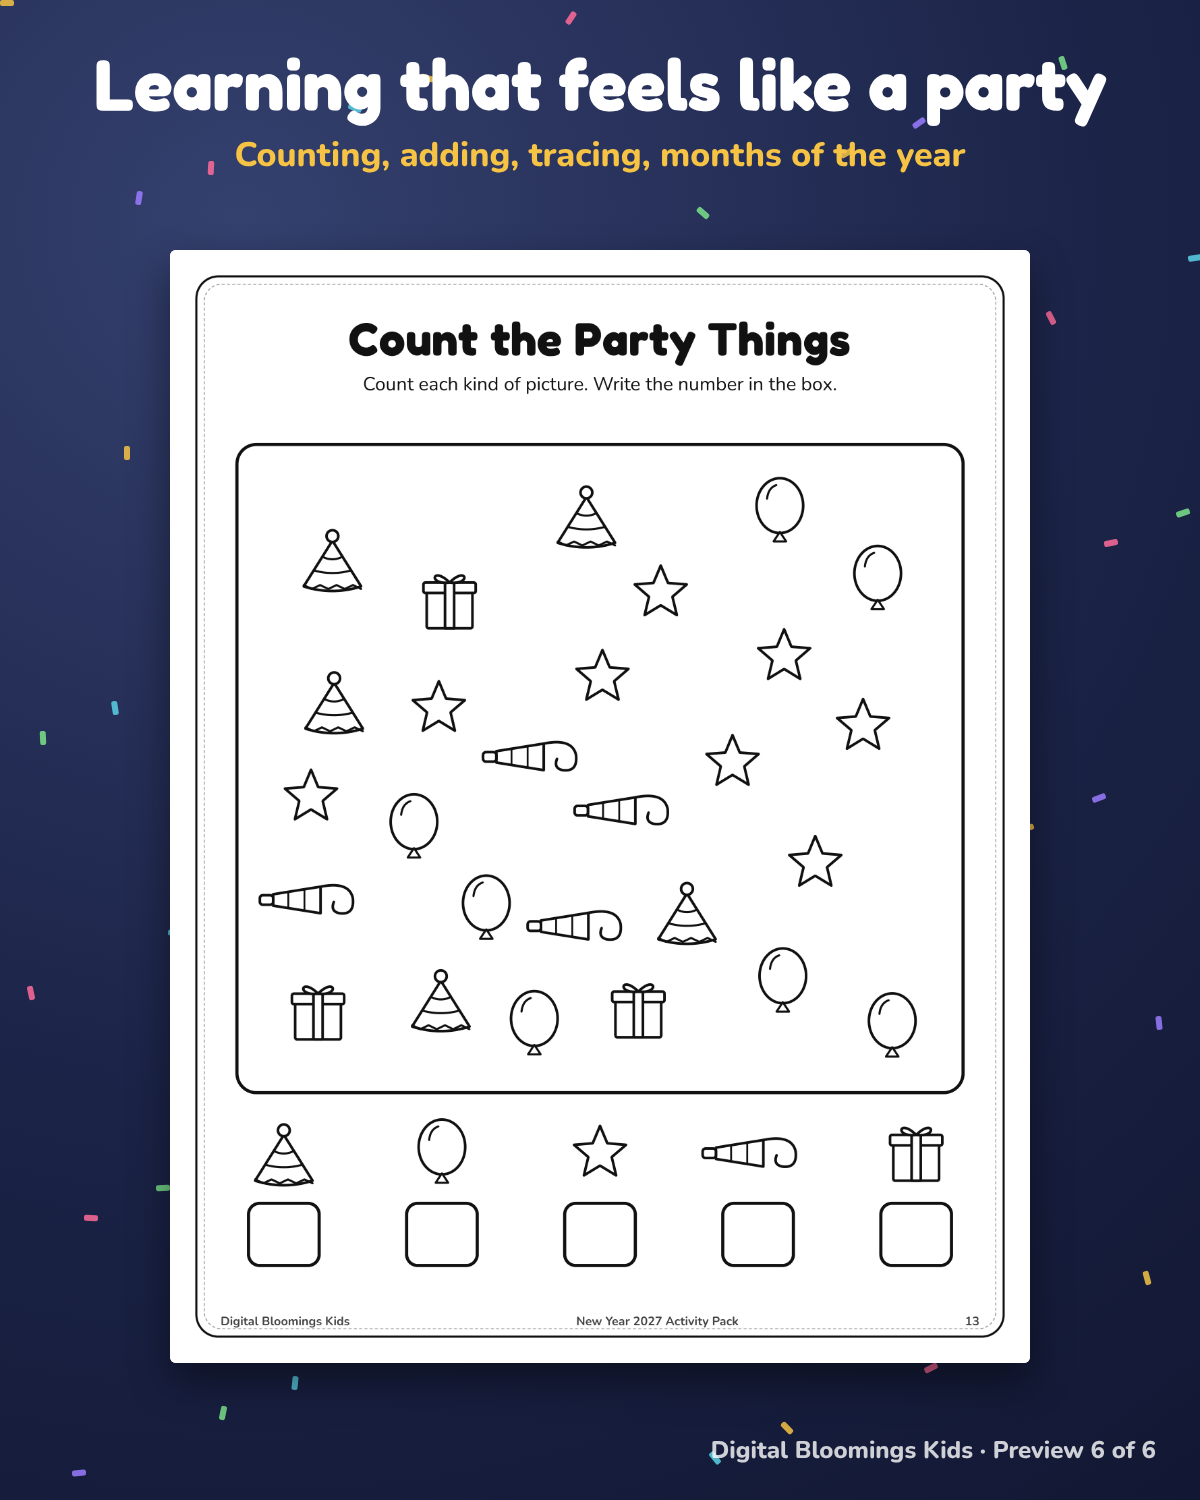 Learning that feels like a party
Counting, adding, tracing, months of the year
Count the Party Things
Count each kind of picture. Write the number in the box.
Digital Bloomings Kids
New Year 2027 Activity Pack
13
Digital Bloomings Kids · Preview 6 of 6